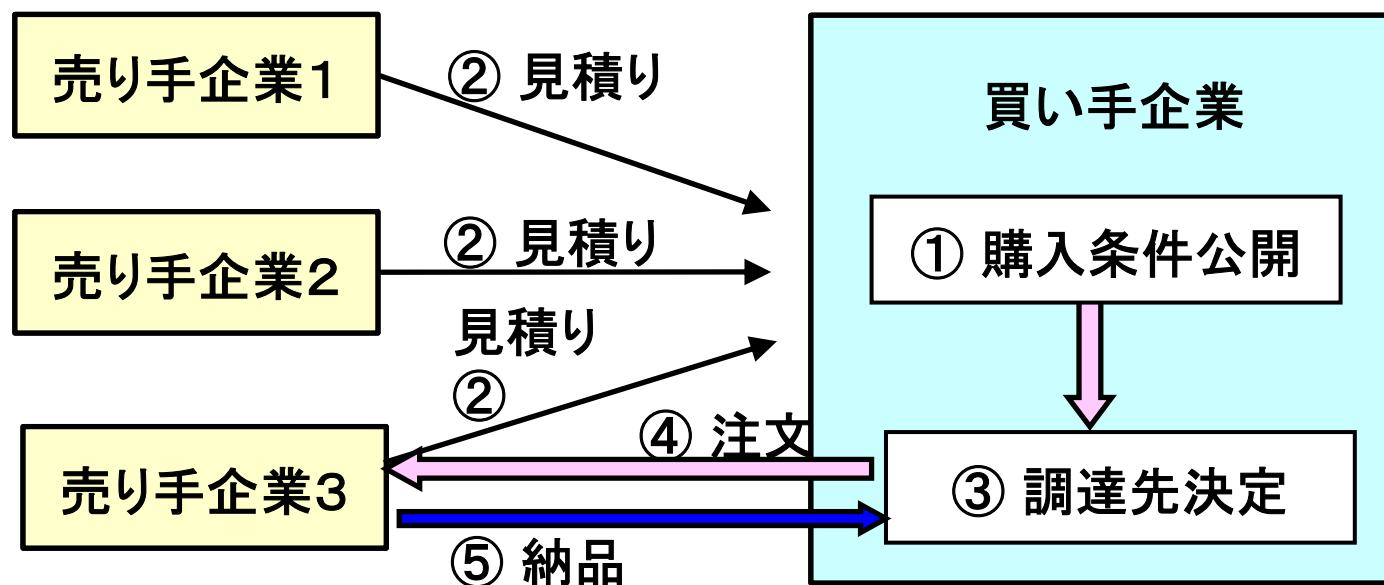 売り手企業１
② 見積り
買い手企業
売り手企業２
② 見積り
① 購入条件公開
見積り
②
④ 注文
売り手企業３
③ 調達先決定
⑤ 納品